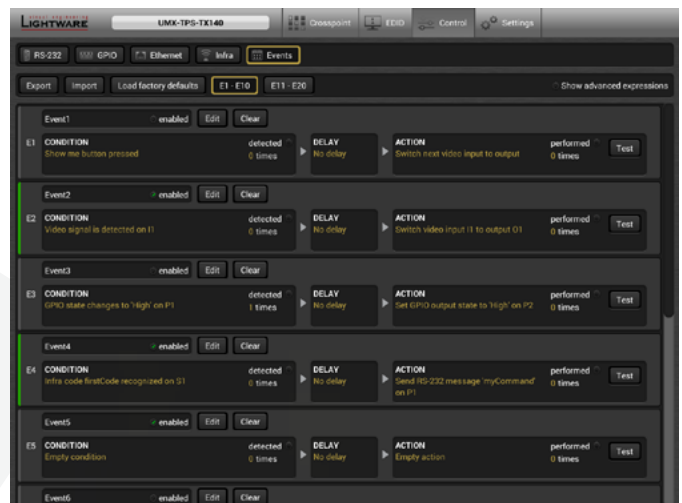 LIGHTWARE
UMX-TPS-TX140
Crosspoint EDID Control Settings
RS-232 GPIO Ethernet Infra Events
Export Import Load factory defaults E1 - E10 E11 - E20 Show advanced expressions
Event1 enabled Edit Clear
E1 CONDITION detected DELAY ACTION performed Test
Show me button pressed 0 times No delay Switch next video input to output 0 times
Event2 enabled Edit Clear
E2 CONDITION detected DELAY ACTION performed Test
Video signal is detected on I1 0 times No delay Switch video input I1 to output O1 0 times
Event3 enabled Edit Clear
E3 CONDITION detected DELAY ACTION performed Test
GPIO state changes to 'High' on P1 1 times No delay Set GPIO output state to 'High' on P2 0 times
Event4 enabled Edit Clear
E4 CONDITION detected DELAY ACTION performed Test
Infra code firstCode recognized on S1 0 times No delay Send RS-232 message 'myCommand' 0 times
on P1
Event5 enabled Edit Clear
E5 CONDITION detected DELAY ACTION performed Test
Empty condition 0 times No delay Empty action 0 times
Event6 enabled Edit Clear